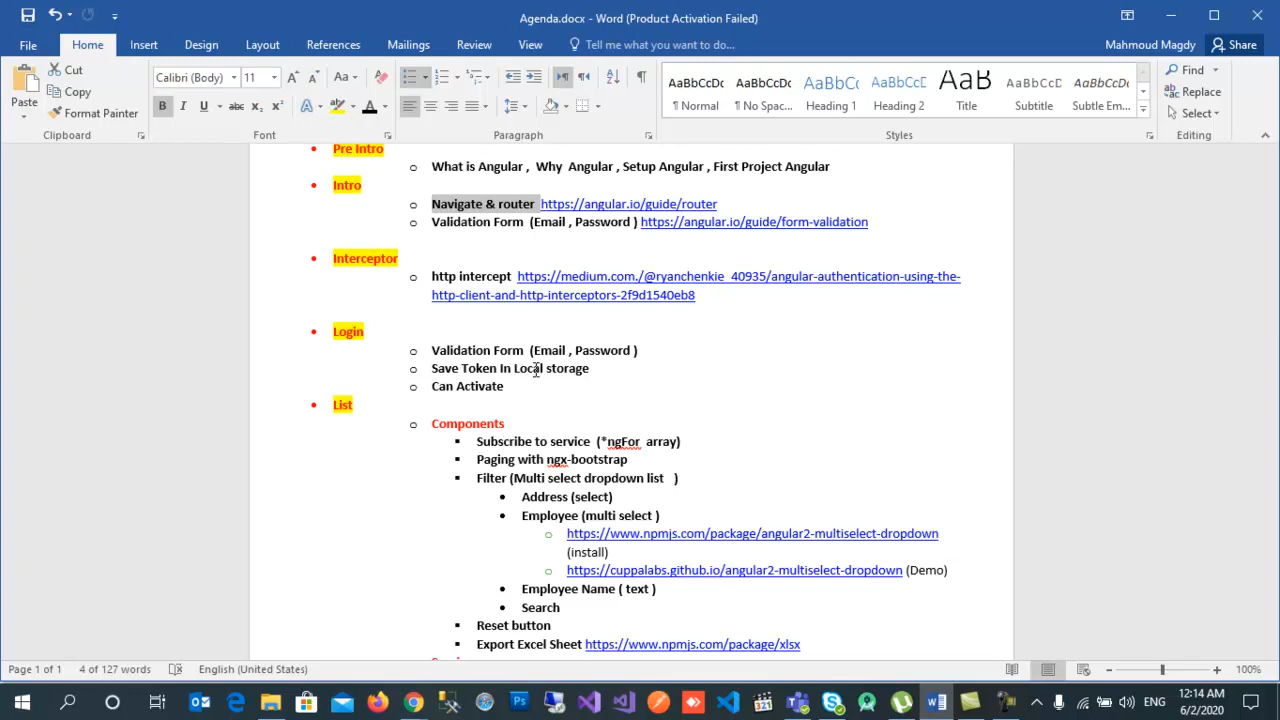 Agenda.docx - Word (Product Activation Failed)
File Home Insert Design Layout References Mailings Review View Tell me what you want to do... Mahmoud Magdy Share
Paste
Cut
Copy
Format Painter
Clipboard
Calibri (Body) 11
Font
Paragraph
AaBbCcDc AaBbCcDc AaBbCc AaBbCcC AaB AaBbCcD AaBbCcDc
¶ Normal ¶ No Spac... Heading 1 Heading 2 Title Subtitle Subtle Em...
Styles
Find
Replace
Select
Editing
• Pre Intro
o What is Angular , Why Angular , Setup Angular , First Project Angular
• Intro
o Navigate & router https://angular.io/guide/router
o Validation Form (Email , Password ) https://angular.io/guide/form-validation
• Interceptor
o http intercept https://medium.com./@ryanchenkie_40935/angular-authentication-using-the-
http-client-and-http-interceptors-2f9d1540eb8
• Login
o Validation Form (Email , Password )
o Save Token In Local storage
o Can Activate
• List
o Components
▪ Subscribe to service (*ngFor array)
▪ Paging with ngx-bootstrap
▪ Filter (Multi select dropdown list )
• Address (select)
• Employee (multi select )
o https://www.npmjs.com/package/angular2-multiselect-dropdown
(install)
o https://cuppalabs.github.io/angular2-multiselect-dropdown (Demo)
• Employee Name ( text )
• Search
▪ Reset button
▪ Export Excel Sheet https://www.npmjs.com/package/xlsx
Page 1 of 1 4 of 127 words English (United States) 100%
ENG
12:14 AM
6/2/2020